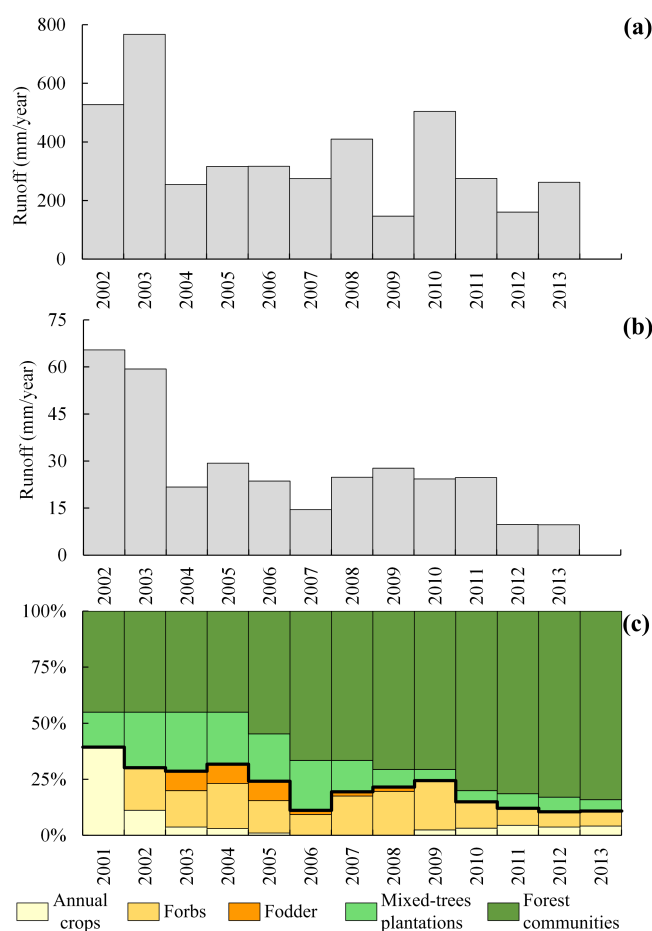 (a)
Runoff (mm/year)
800
600
400
200
0
2002 2003 2004 2005 2006 2007 2008 2009 2010 2011 2012 2013
(b)
Runoff (mm/year)
75
60
45
30
15
0
2002 2003 2004 2005 2006 2007 2008 2009 2010 2011 2012 2013
(c)
100%
75%
50%
25%
0%
2001 2002 2003 2004 2005 2006 2007 2008 2009 2010 2011 2012 2013
Annual
crops
Forbs
Fodder
Mixed-trees
plantations
Forest
communities